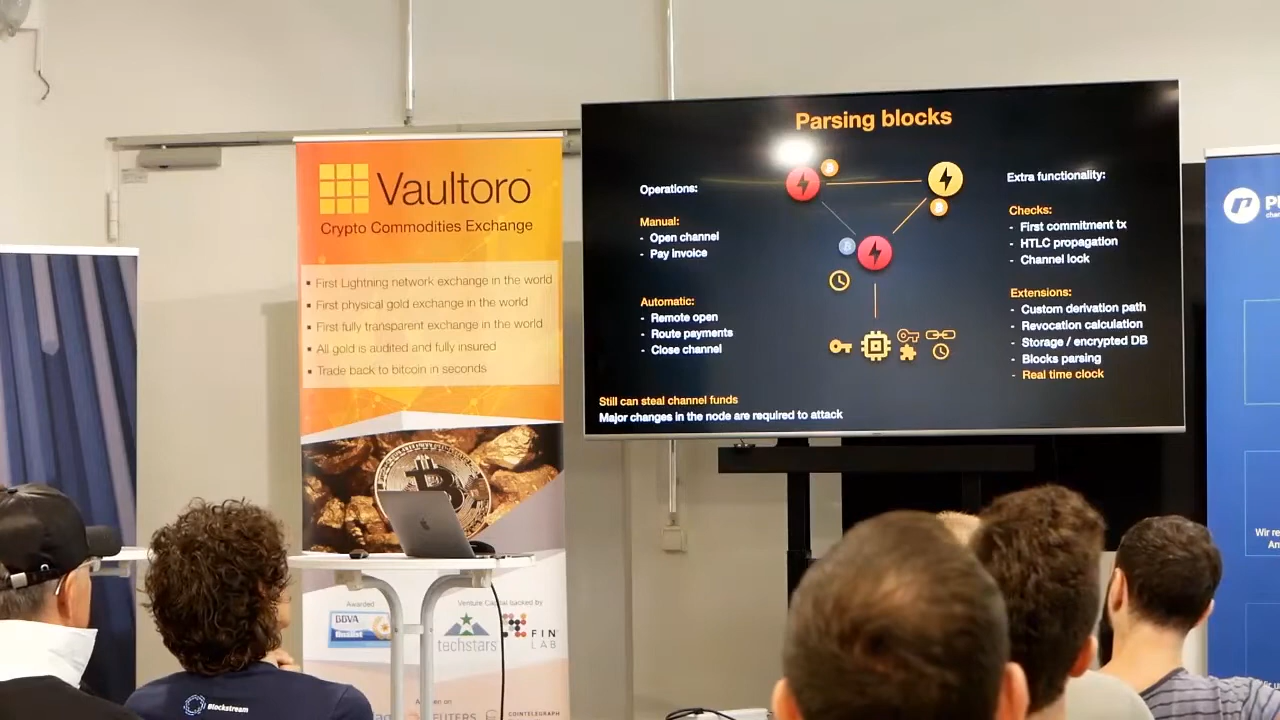 Vaultoro
Crypto Commodities Exchange
First Lightning network exchange in the world
First physical gold exchange in the world
First fully transparent exchange in the world
All gold is audited and fully insured
Trade back to bitcoin in seconds
Awarded
BBVA
finalist
Venture Capital backed by
techstars
FIN
LAB
COINTELEGRAPH
Blockstream
Parsing blocks
Operations:
Manual:
- Open channel
- Pay invoice
Automatic:
- Remote open
- Route payments
- Close channel
Extra functionality:
Checks:
- First commitment tx
- HTLC propagation
- Channel lock
Extensions:
- Custom derivation path
- Revocation calculation
- Storage / encrypted DB
- Blocks parsing
- Real time clock
Still can steal channel funds
Major changes in the node are required to attack
Wir